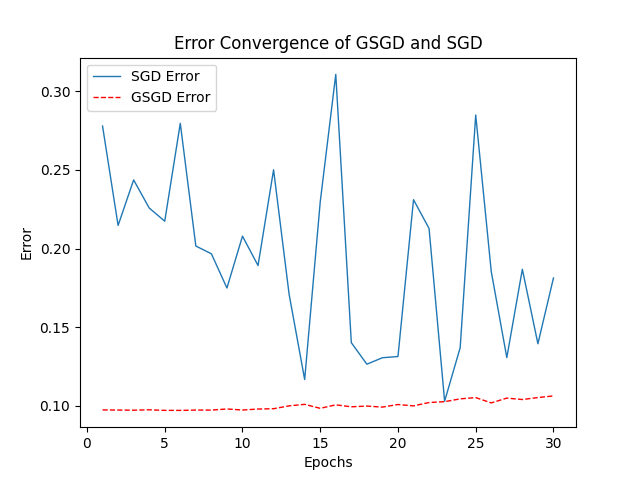 Error Convergence of GSGD and SGD
SGD Error
GSGD Error
0.30
0.25
0.20
0.15
0.10
Error
0 5 10 15 20 25 30
Epochs